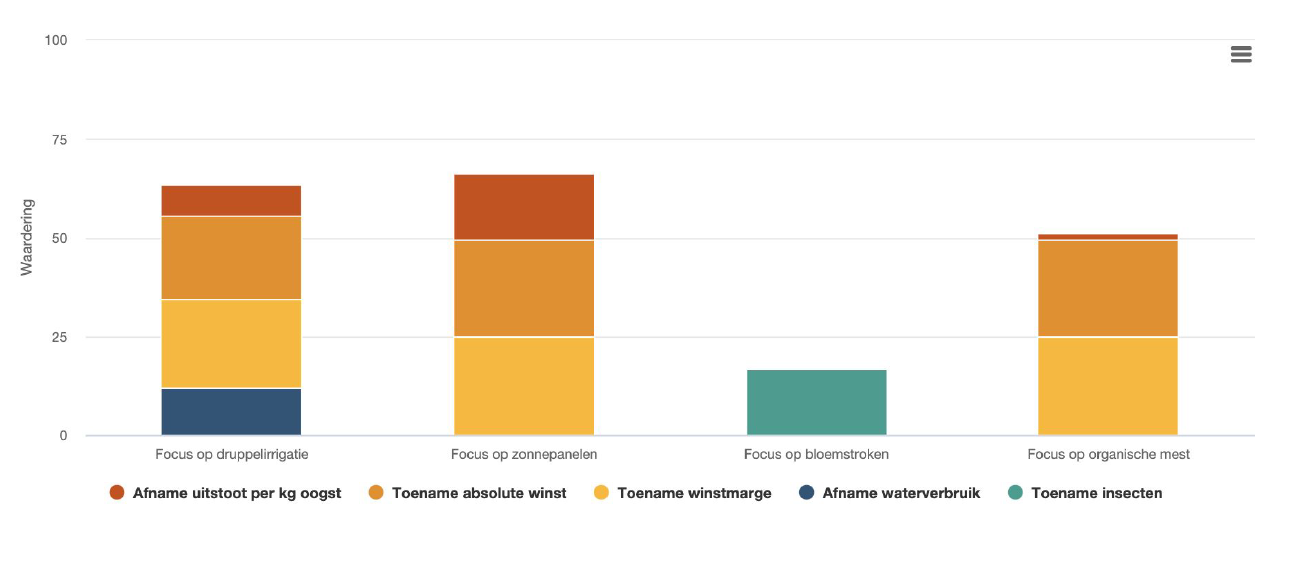 100
75
50
25
0
Waardering
Focus op druppelirrigatie
Focus op zonnepanelen
Focus op bloemstroken
Focus op organische mest
Afname uitstoot per kg oogst
Toename absolute winst
Toename winstmarge
Afname waterverbruik
Toename insecten